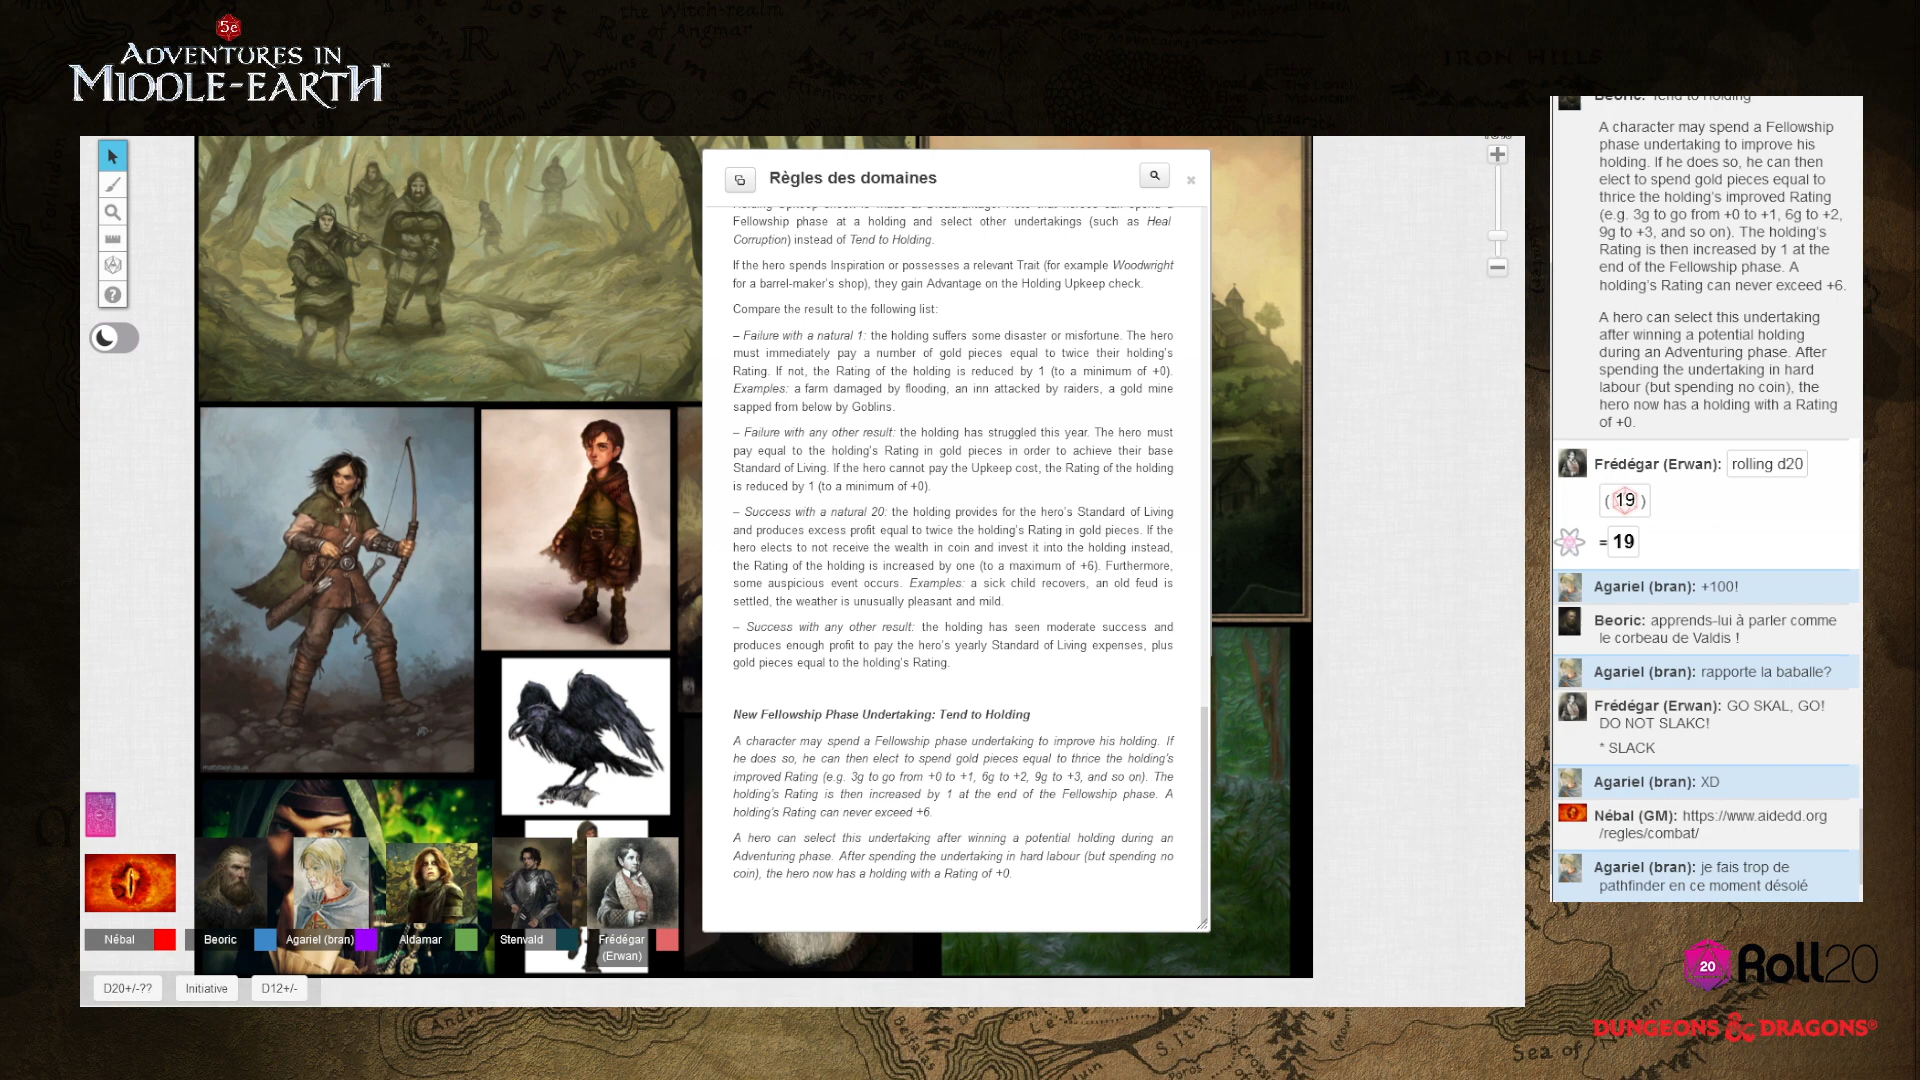 5e
ADVENTURES IN
MIDDLE-EARTH
the Witch-realm
of Angmar
IRON HILLS
Règles des domaines
Fellowship phase at a holding and select other undertakings (such as Heal
Corruption) instead of Tend to Holding.
If the hero spends Inspiration or possesses a relevant Trait (for example Woodwright
for a barrel-maker's shop), they gain Advantage on the Holding Upkeep check.
Compare the result to the following list:
– Failure with a natural 1: the holding suffers some disaster or misfortune. The hero
must immediately pay a number of gold pieces equal to twice their holding's
Rating. If not, the Rating of the holding is reduced by 1 (to a minimum of +0).
Examples: a farm damaged by flooding, an inn attacked by raiders, a gold mine
sapped from below by Goblins.
– Failure with any other result: the holding has struggled this year. The hero must
pay equal to the holding's Rating in gold pieces in order to achieve their base
Standard of Living. If the hero cannot pay the Upkeep cost, the Rating of the holding
is reduced by 1 (to a minimum of +0).
– Success with a natural 20: the holding provides for the hero's Standard of Living
and produces excess profit equal to twice the holding's Rating in gold pieces. If the
hero elects to not receive the wealth in coin and invest it into the holding instead,
the Rating of the holding is increased by one (to a maximum of +6). Furthermore,
some auspicious event occurs. Examples: a sick child recovers, an old feud is
settled, the weather is unusually pleasant and mild.
– Success with any other result: the holding has seen moderate success and
produces enough profit to pay the hero's yearly Standard of Living expenses, plus
gold pieces equal to the holding's Rating.
New Fellowship Phase Undertaking: Tend to Holding
A character may spend a Fellowship phase undertaking to improve his holding. If
he does so, he can then elect to spend gold pieces equal to thrice the holding's
improved Rating (e.g. 3g to go from +0 to +1, 6g to +2, 9g to +3, and so on). The
holding's Rating is then increased by 1 at the end of the Fellowship phase. A
holding's Rating can never exceed +6.
A hero can select this undertaking after winning a potential holding during an
Adventuring phase. After spending the undertaking in hard labour (but spending no
coin), the hero now has a holding with a Rating of +0.
Nébal
Beoric
Agariel (bran)
Aldamar
Stenvald
Frédégar
(Erwan)
D20+/-??
Initiative
D12+/-
Beoric: Tend to Holding
A character may spend a Fellowship
phase undertaking to improve his
holding. If he does so, he can then
elect to spend gold pieces equal to
thrice the holding's improved Rating
(e.g. 3g to go from +0 to +1, 6g to +2,
9g to +3, and so on). The holding's
Rating is then increased by 1 at the
end of the Fellowship phase. A
holding's Rating can never exceed +6.
A hero can select this undertaking
after winning a potential holding
during an Adventuring phase. After
spending the undertaking in hard
labour (but spending no coin), the
hero now has a holding with a Rating
of +0.
Frédégar (Erwan): rolling d20
(19)
=19
Agariel (bran): +100!
Beoric: apprends-lui à parler comme
le corbeau de Valdis !
Agariel (bran): rapporte la baballe?
Frédégar (Erwan): GO SKAL, GO!
DO NOT SLAKC!
* SLACK
Agariel (bran): XD
Nébal (GM): https://www.aidedd.org
/regles/combat/
Agariel (bran): je fais trop de
pathfinder en ce moment désolé
20 Roll20
DUNGEONS & DRAGONS®
Sea of